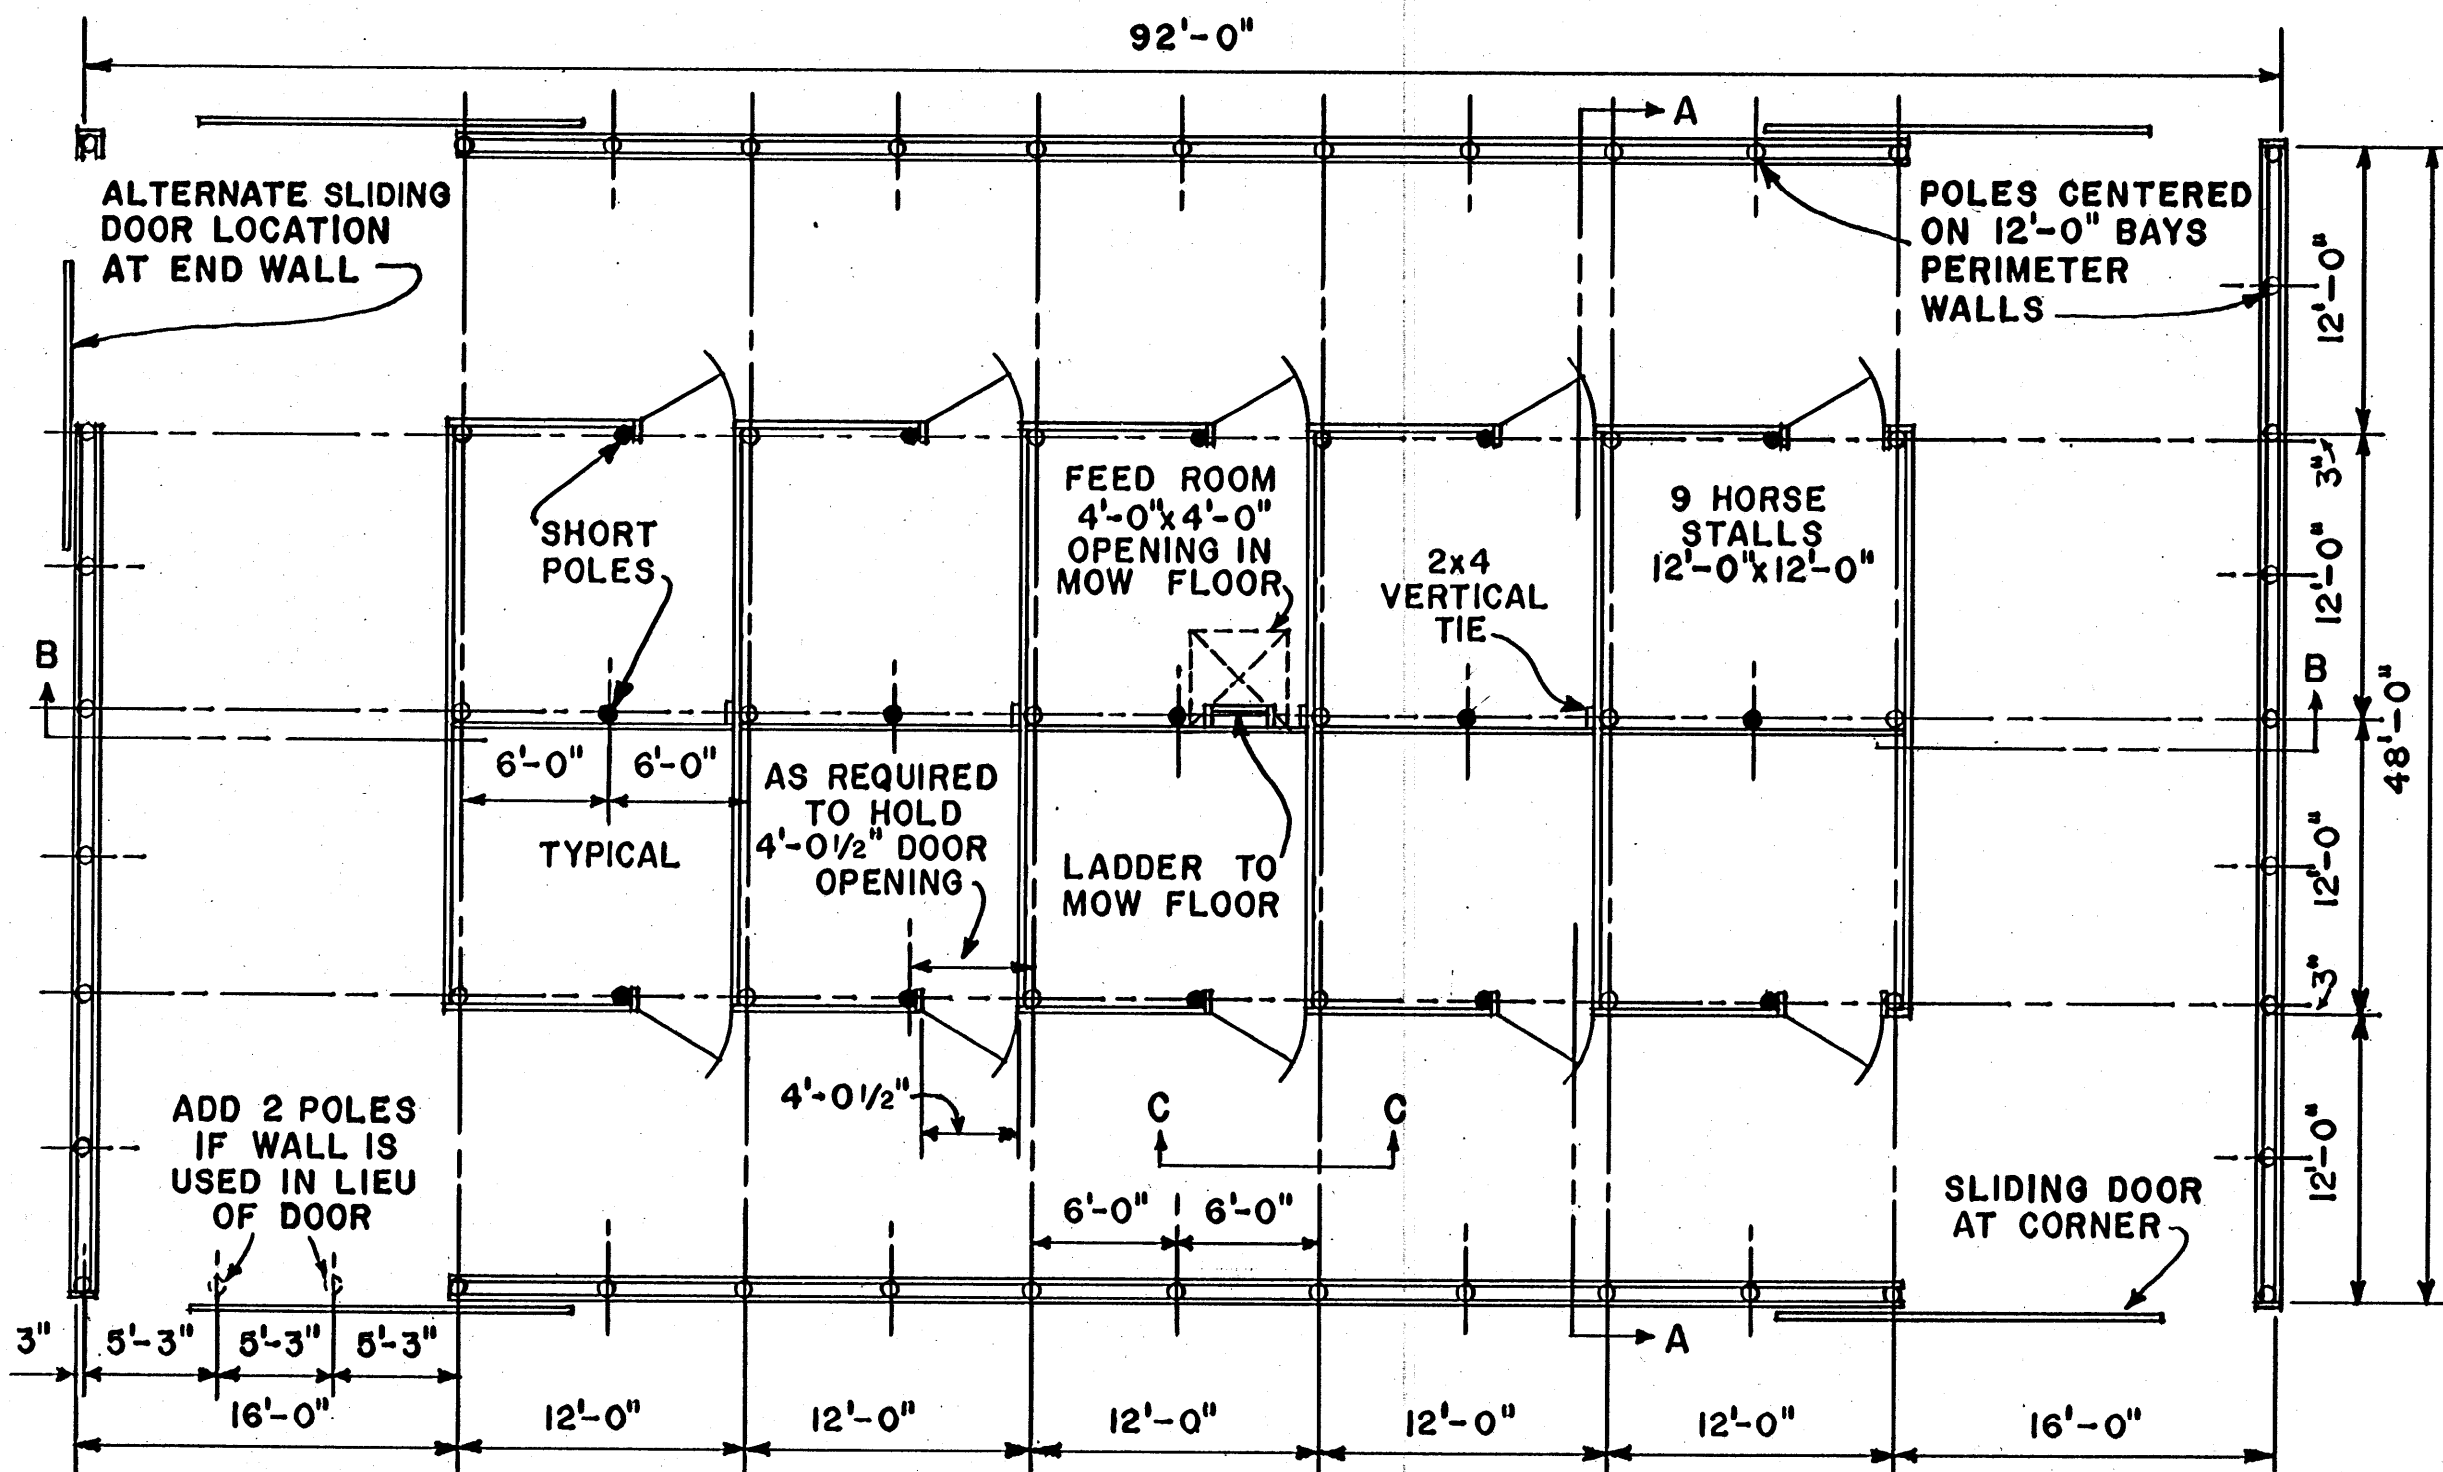 92'-0"
A
ALTERNATE SLIDING
DOOR LOCATION
AT END WALL
POLES CENTERED
ON 12'-0" BAYS
PERIMETER
WALLS
12'-0"
3"
SHORT
POLES
FEED ROOM
4'-0"x4'-0"
OPENING IN
MOW FLOOR
2x4
VERTICAL
TIE
9 HORSE
STALLS
12'-0"x12'-0"
12'-0"
B
B
48'-0"
6'-0"
6'-0"
TYPICAL
AS REQUIRED
TO HOLD
4'-0 1/2" DOOR
OPENING
LADDER TO
MOW FLOOR
12'-0"
3"
4'-0 1/2"
C
C
ADD 2 POLES
IF WALL IS
USED IN LIEU
OF DOOR
6'-0"
6'-0"
12'-0"
SLIDING DOOR
AT CORNER
A
3"
5'-3"
5'-3"
5'-3"
16'-0"
12'-0"
12'-0"
12'-0"
12'-0"
12'-0"
16'-0"